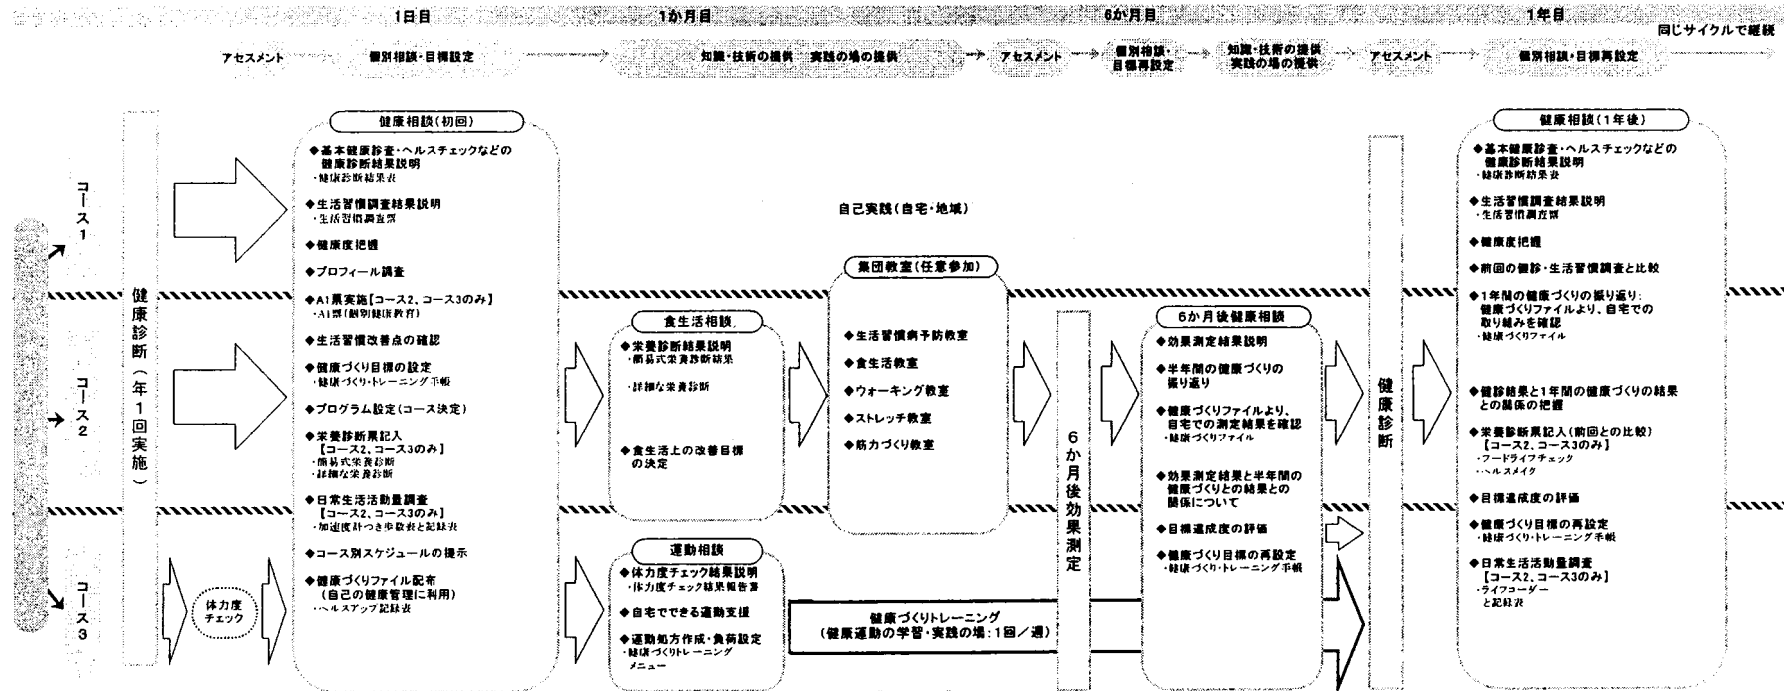 1日目
1か月目
6か月目
1年目
同じサイクルで継続
アセスメント
個別相談・目標設定
知識・技術の提供 実践の場の提供
アセスメント
個別相談・
目標再設定
知識・技術の提供
実践の場の提供
アセスメント
個別相談・目標再設定
コース1
コース2
コース3
健康診断(年1回実施)
体力度
チェック
健康相談(初回)
◆基本健康診査・ヘルスチェックなどの
健康診断結果説明
・健康診断結果表
◆生活習慣調査結果説明
・生活習慣調査票
◆健康度把握
◆プロフィール調査
◆A1票実施【コース2、コース3のみ】
・A1票(個別健康教育)
◆生活習慣改善点の確認
◆健康づくり目標の設定
・健康づくり・トレーニング手帳
◆プログラム設定(コース決定)
◆栄養診断票記入
【コース2、コース3のみ】
・簡易式栄養診断
・詳細な栄養診断
◆日常生活活動量調査
【コース2、コース3のみ】
・加速度計つき歩数表と記録表
◆コース別スケジュールの提示
◆健康づくりファイル配布
(自己の健康管理に利用)
・ヘルスアップ記録表
食生活相談
◆栄養診断結果説明
・簡易式栄養診断結果
・詳細な栄養診断
◆食生活上の改善目標
の決定
運動相談
◆体力度チェック結果説明
・体力度チェック結果報告書
◆自宅でできる運動支援
◆運動処方作成・負荷設定
・健康づくりトレーニング
メニュー
自己実践(自宅・地域)
集団教室(任意参加)
◆生活習慣病予防教室
◆食生活教室
◆ウォーキング教室
◆ストレッチ教室
◆筋力づくり教室
健康づくりトレーニング
(健康運動の学習・実践の場:1回/週)
6か月後効果測定
6か月後健康相談
◆効果測定結果説明
◆半年間の健康づくりの
振り返り
◆健康づくりファイルより、
自宅での測定結果を確認
・健康づくりファイル
◆効果測定結果と半年間の
健康づくりとの結果との
関係について
◆目標達成度の評価
◆健康づくり目標の再設定
・健康づくり・トレーニング手帳
健康診断
健康相談(1年後)
◆基本健康診査・ヘルスチェックなどの
健康診断結果説明
・健康診断結果表
◆生活習慣調査結果説明
・生活習慣調査票
◆健康度把握
◆前回の健診・生活習慣調査と比較
◆1年間の健康づくりの振り返り:
健康づくりファイルより、自宅での
取り組みを確認
・健康づくりファイル
◆健診結果と1年間の健康づくりの結果
との関係の把握
◆栄養診断票記入(前回との比較)
【コース2、コース3のみ】
・フードライフチェック
・ヘルスメイク
◆目標達成度の評価
◆健康づくり目標の再設定
・健康づくり・トレーニング手帳
◆日常生活活動量調査
【コース2、コース3のみ】
・ライフコーダー
と記録表